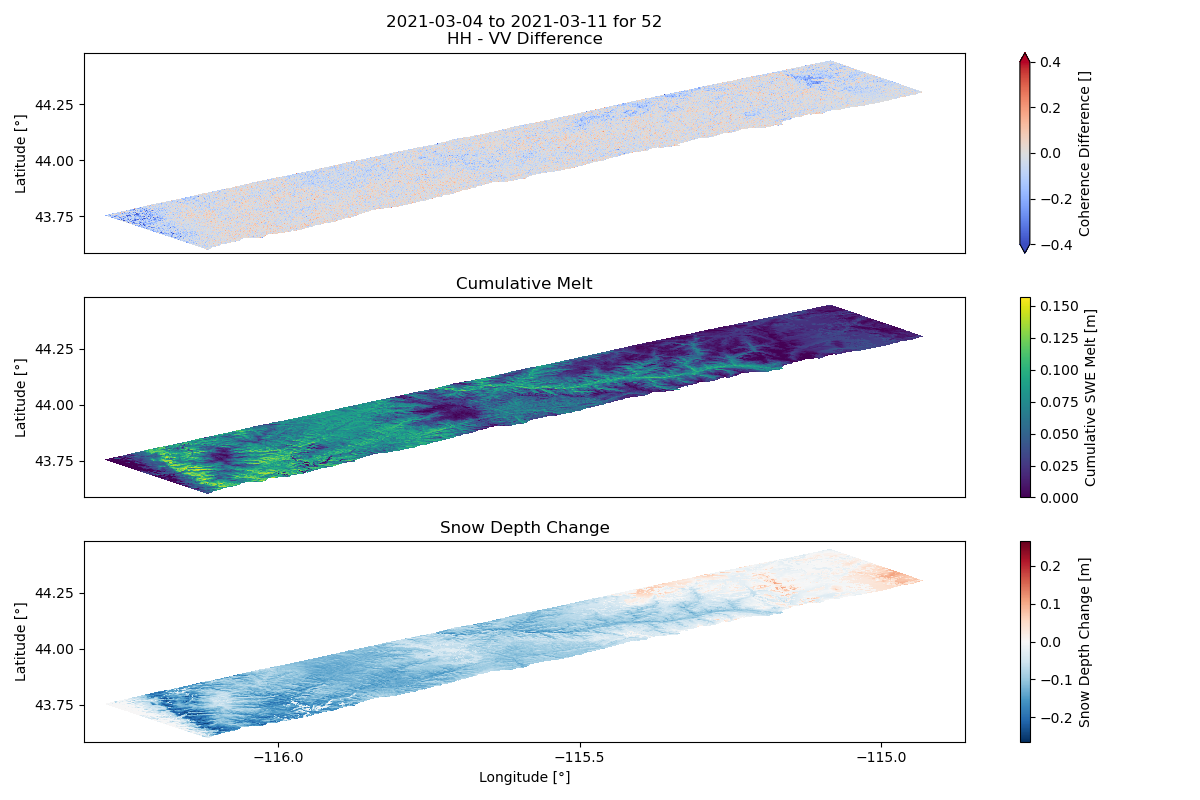 2021-03-04 to 2021-03-11 for 52
HH - VV Difference
Latitude [°]
44.25
44.00
43.75
0.4
0.2
0.0
−0.2
−0.4
Coherence Difference []
Cumulative Melt
Latitude [°]
44.25
44.00
43.75
0.150
0.125
0.100
0.075
0.050
0.025
0.000
Cumulative SWE Melt [m]
Snow Depth Change
Latitude [°]
44.25
44.00
43.75
0.2
0.1
0.0
−0.1
−0.2
Snow Depth Change [m]
−116.0 −115.5 −115.0
Longitude [°]